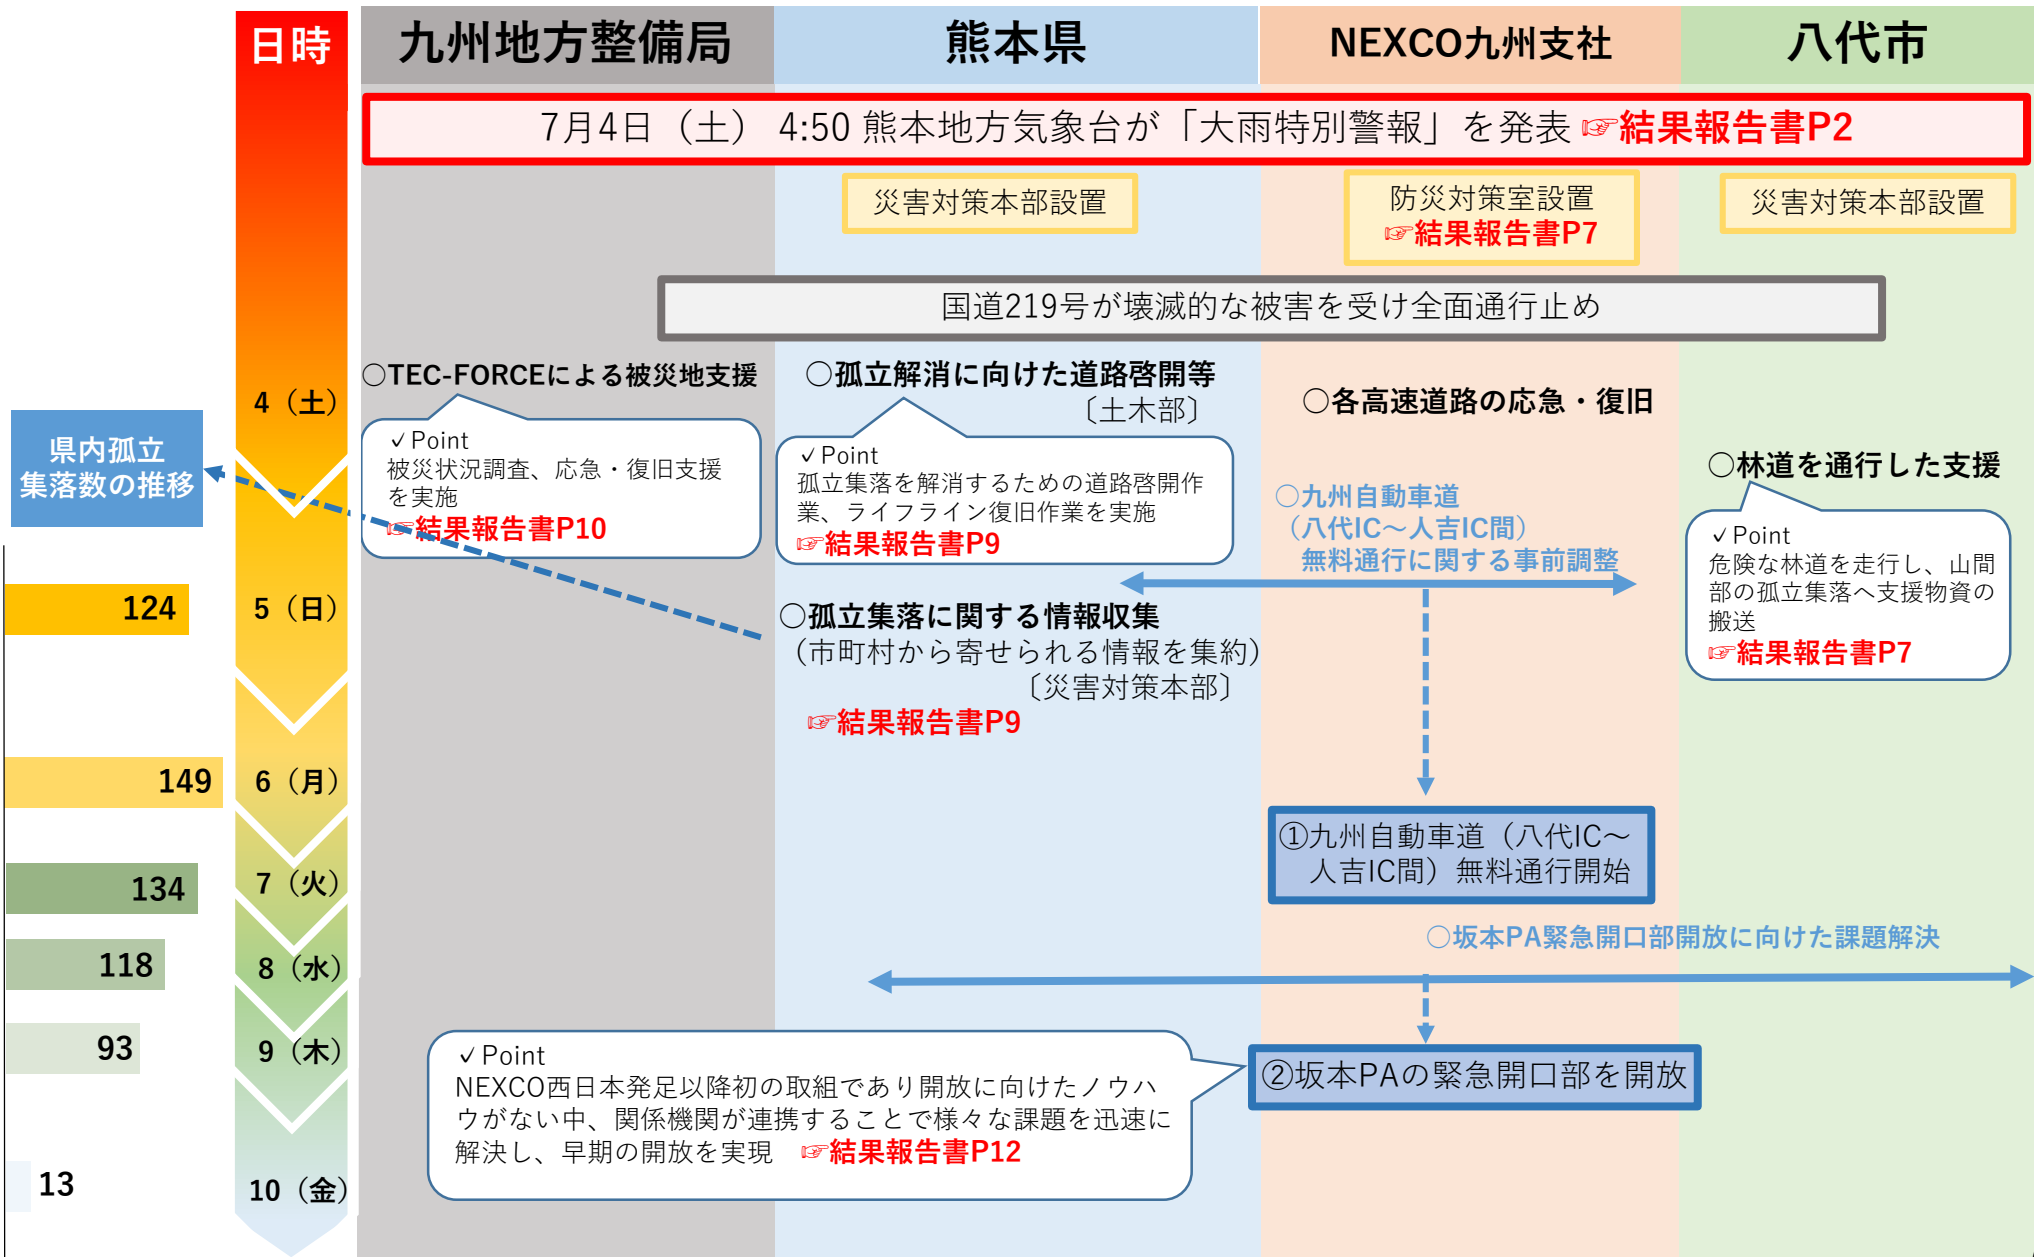 日時
九州地方整備局
熊本県
NEXCO九州支社
八代市
7月4日（土） 4:50 熊本地方気象台が「大雨特別警報」を発表 ☞結果報告書P2
災害対策本部設置
防災対策室設置
☞結果報告書P7
災害対策本部設置
国道219号が壊滅的な被害を受け全面通行止め
4（土）
○TEC-FORCEによる被災地支援
✓Point
被災状況調査、応急・復旧支援
を実施
☞結果報告書P10
○孤立解消に向けた道路啓開等
〔土木部〕
✓Point
孤立集落を解消するための道路啓開作
業、ライフライン復旧作業を実施
☞結果報告書P9
○各高速道路の応急・復旧
○九州自動車道
（八代IC～人吉IC間）
無料通行に関する事前調整
○林道を通行した支援
✓Point
危険な林道を走行し、山間
部の孤立集落へ支援物資の
搬送
☞結果報告書P7
県内孤立
集落数の推移
124
5（日）
○孤立集落に関する情報収集
（市町村から寄せられる情報を集約）
〔災害対策本部〕
☞結果報告書P9
149
6（月）
①九州自動車道（八代IC～
人吉IC間）無料通行開始
134
7（火）
○坂本PA緊急開口部開放に向けた課題解決
118
8（水）
93
9（木）
✓Point
NEXCO西日本発足以降初の取組であり開放に向けたノウハ
ウがない中、関係機関が連携することで様々な課題を迅速に
解決し、早期の開放を実現　☞結果報告書P12
②坂本PAの緊急開口部を開放
13
10（金）